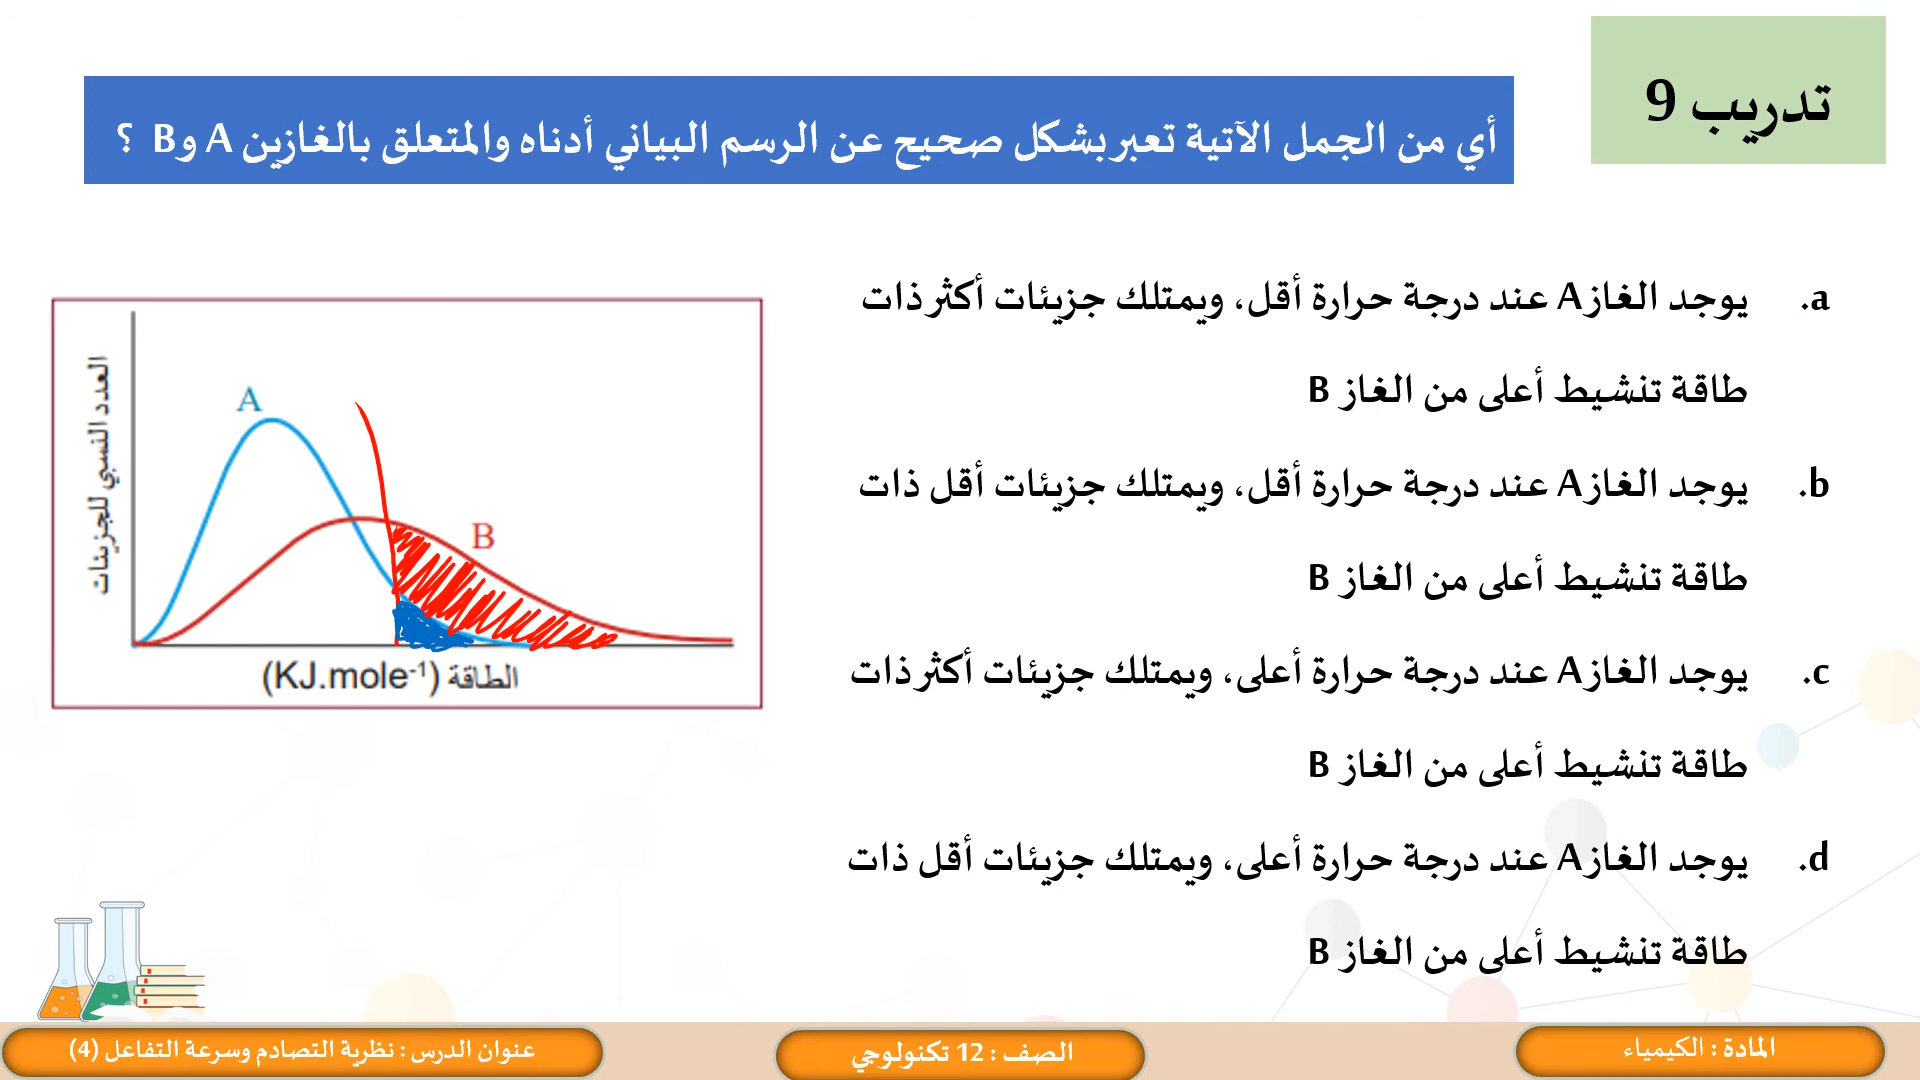 تدريب 9
أي من الجمل الآتية تعبر بشكل صحيح عن الرسم البياني أدناه والمتعلق بالغازين A وB ؟
a. يوجد الغاز A عند درجة حرارة أقل، ويمتلك جزيئات أكثر ذات
طاقة تنشيط أعلى من الغاز B
b. يوجد الغاز A عند درجة حرارة أقل، ويمتلك جزيئات أقل ذات
طاقة تنشيط أعلى من الغاز B
c. يوجد الغاز A عند درجة حرارة أعلى، ويمتلك جزيئات أكثر ذات
طاقة تنشيط أعلى من الغاز B
d. يوجد الغاز A عند درجة حرارة أعلى، ويمتلك جزيئات أقل ذات
طاقة تنشيط أعلى من الغاز B
العدد النسبي للجزيئات
A
B
الطاقة (KJ.mole⁻¹)
المادة : الكيمياء
الصف : 12 تكنولوجي
عنوان الدرس : نظرية التصادم وسرعة التفاعل (4)